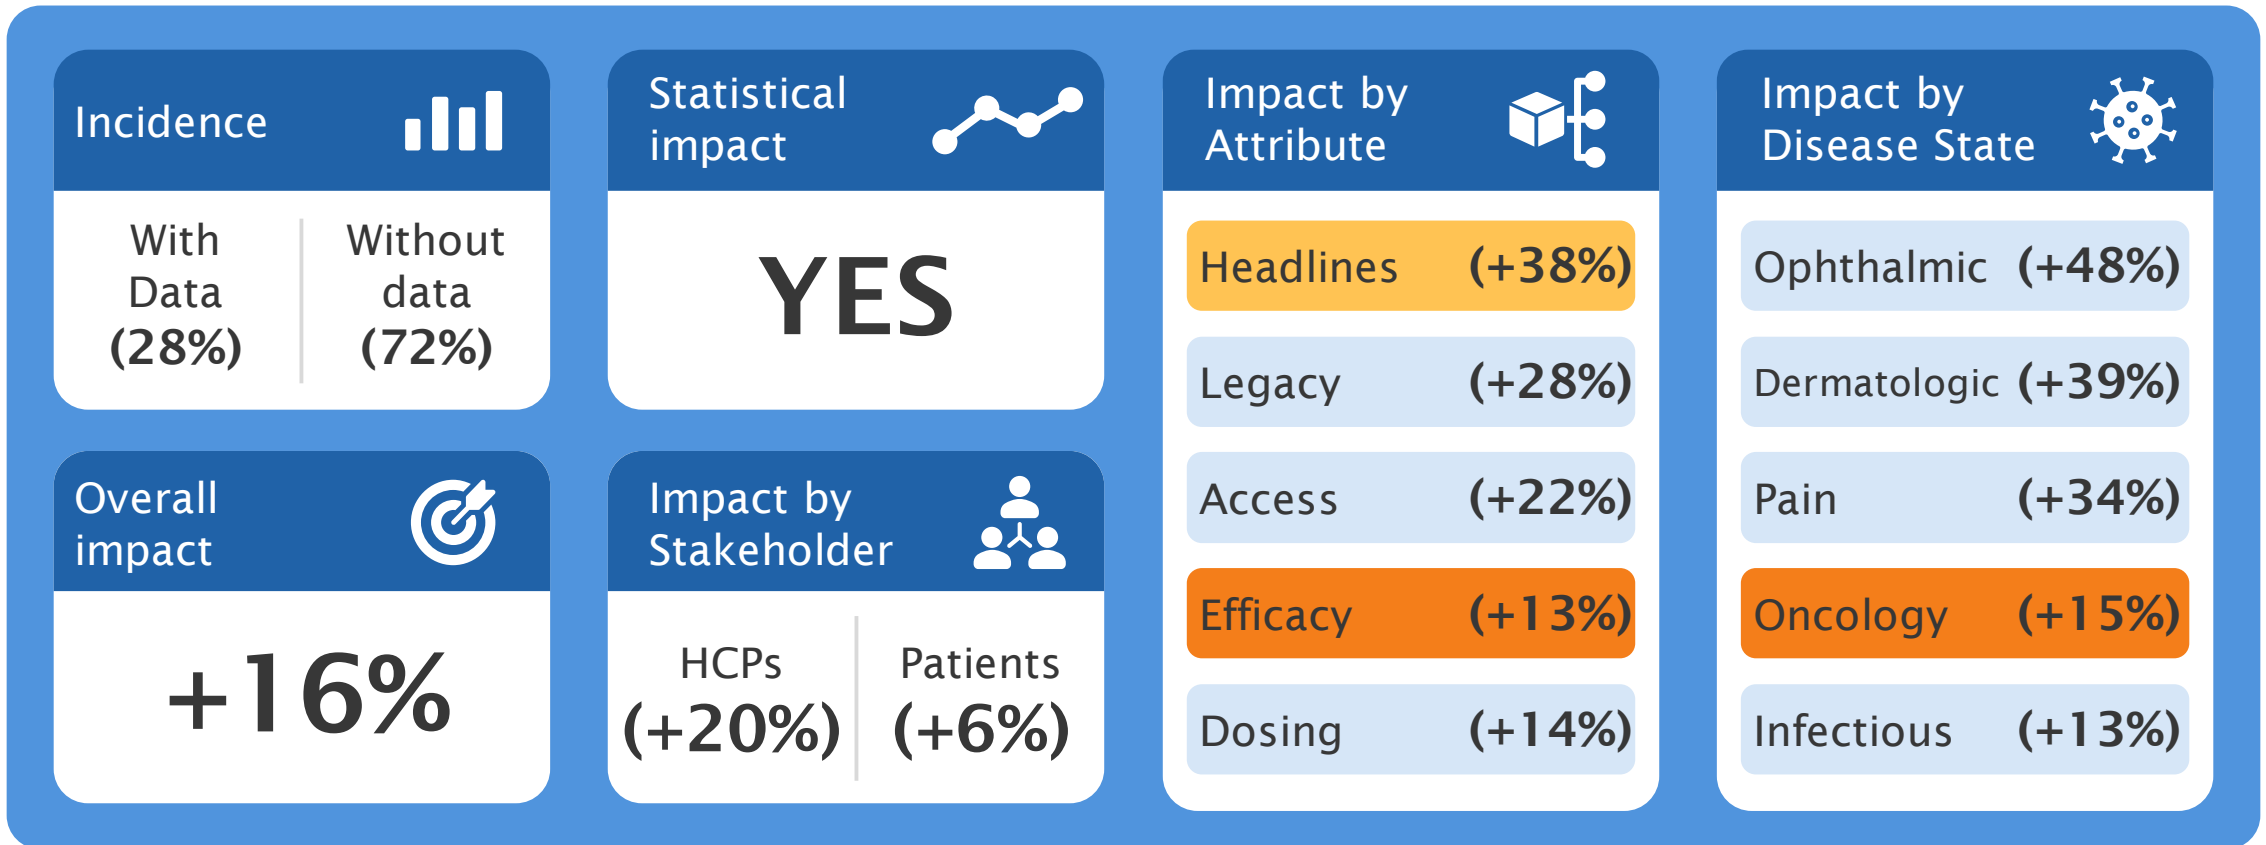 Incidence
With
Data
(28%)
Without
data
(72%)
Statistical
impact
YES
Overall
impact
+16%
Impact by
Stakeholder
HCPs
(+20%)
Patients
(+6%)
Impact by
Attribute
Headlines (+38%)
Legacy (+28%)
Access (+22%)
Efficacy (+13%)
Dosing (+14%)
Impact by
Disease State
Ophthalmic (+48%)
Dermatologic (+39%)
Pain (+34%)
Oncology (+15%)
Infectious (+13%)